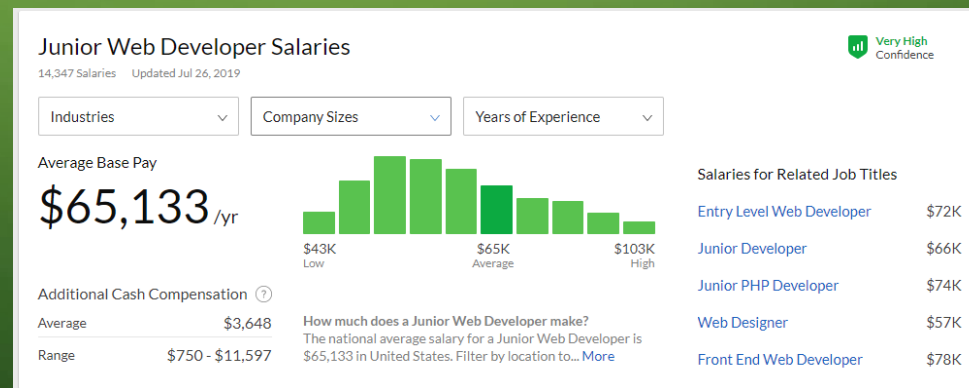 Junior Web Developer Salaries
14,347 Salaries Updated Jul 26, 2019
Very High
Confidence
Industries
Company Sizes
Years of Experience
Average Base Pay
$65,133 /yr
$43K
Low
$65K
Average
$103K
High
Additional Cash Compensation ?
Average $3,648
Range $750 - $11,597
How much does a Junior Web Developer make?
The national average salary for a Junior Web Developer is
$65,133 in United States. Filter by location to... More
Salaries for Related Job Titles
Entry Level Web Developer $72K
Junior Developer $66K
Junior PHP Developer $74K
Web Designer $57K
Front End Web Developer $78K